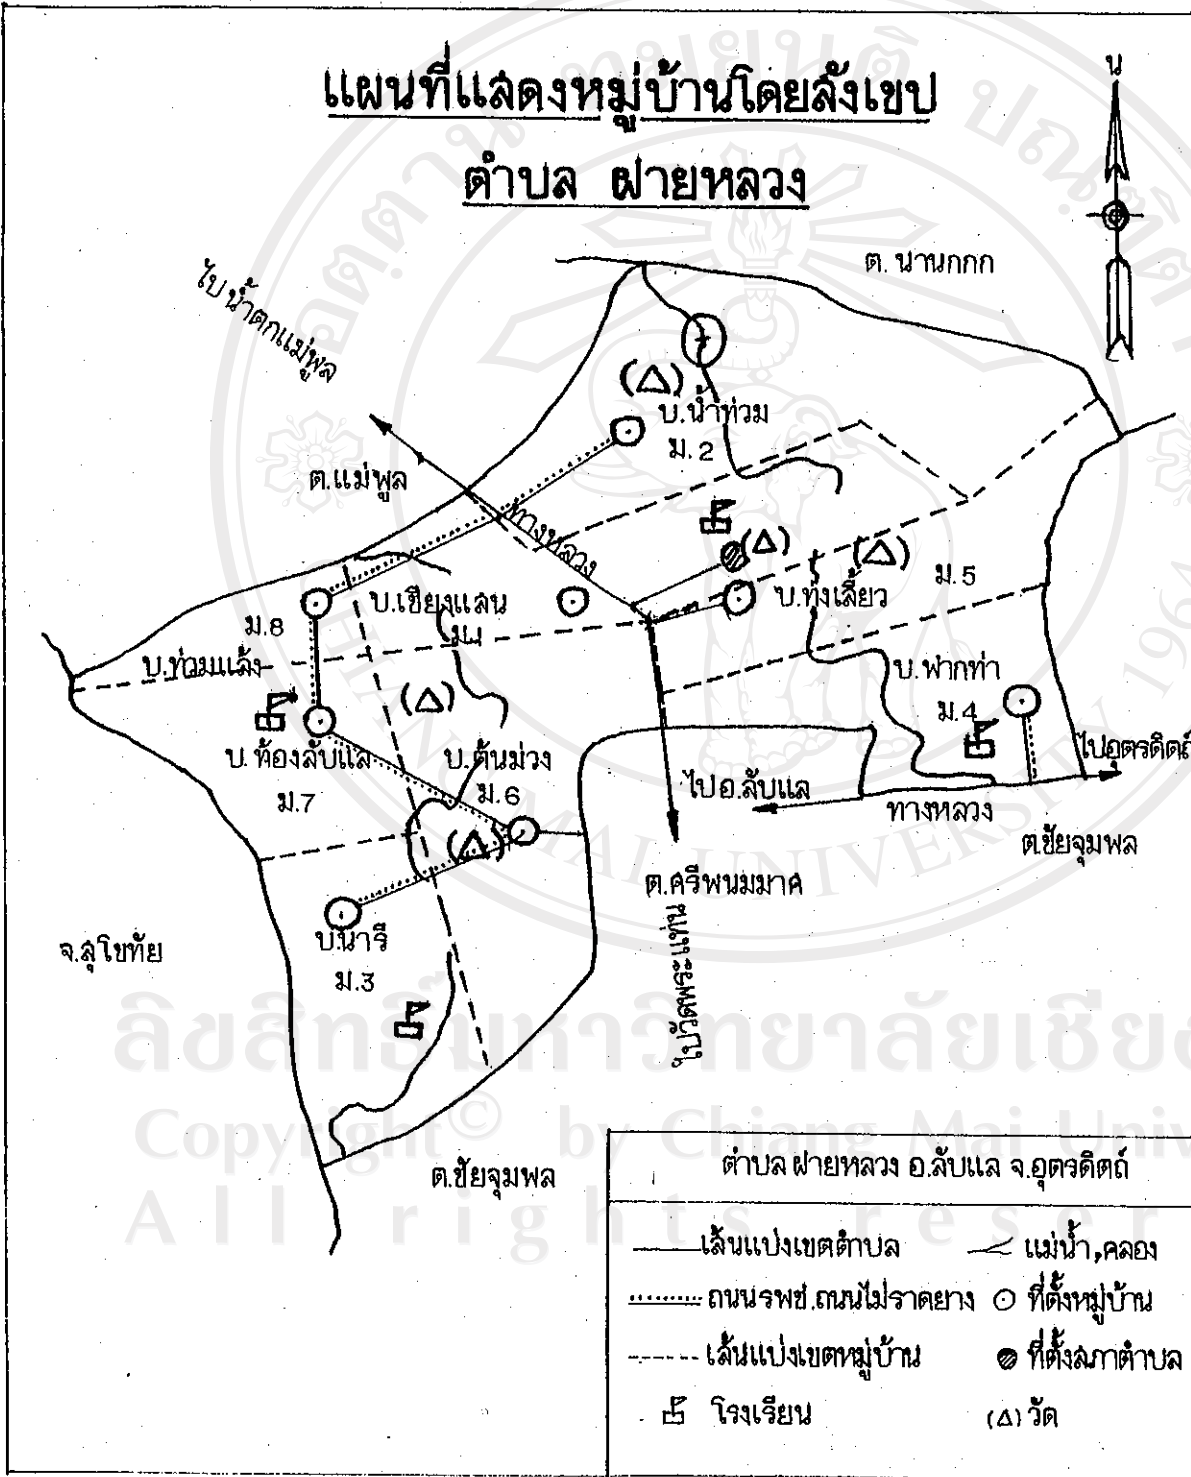 แผนที่แสดงหมู่บ้านโดยสังเขป
ตำบล ฝายหลวง
น
ต. นานกกก
ไปน้ำตกแม่พูล
บ.น้ำท่วม
ม.2
ต.แม่พูล
ทางหลวง
ม.5
บ.ทุ่งเลี้ยว
บ.เชียงแสน
ม.1
ม.8
บ.ท่วมแล้ง
บ.ฟากท่า
ม.4
บ.ท้องลับแล
ม.7
บ.ต้นม่วง
ม.6
ไปอุตรดิตถ์
ไปอ.ลับแล
ทางหลวง
ต.ชัยจุมพล
ต.ศรีพนมมาศ
ไปวัดพระแท่น
บ.นารี
ม.3
จ.สุโขทัย
ต.ชัยจุมพล
ลิขสิทธิ์มหาวิทยาลัยเชียง
Copyright© by Chiang Mai Univ
All rights reser
MAI UNIVERSITY 1964
ตำบล ฝายหลวง อ.ลับแล จ.อุตรดิตถ์
เส้นแบ่งเขตตำบล
แม่น้ำ,คลอง
ถนนรพช.ถนนไม่ราดยาง
ที่ตั้งหมู่บ้าน
เส้นแบ่งเขตหมู่บ้าน
ที่ตั้งสภาตำบล
โรงเรียน
(△) วัด